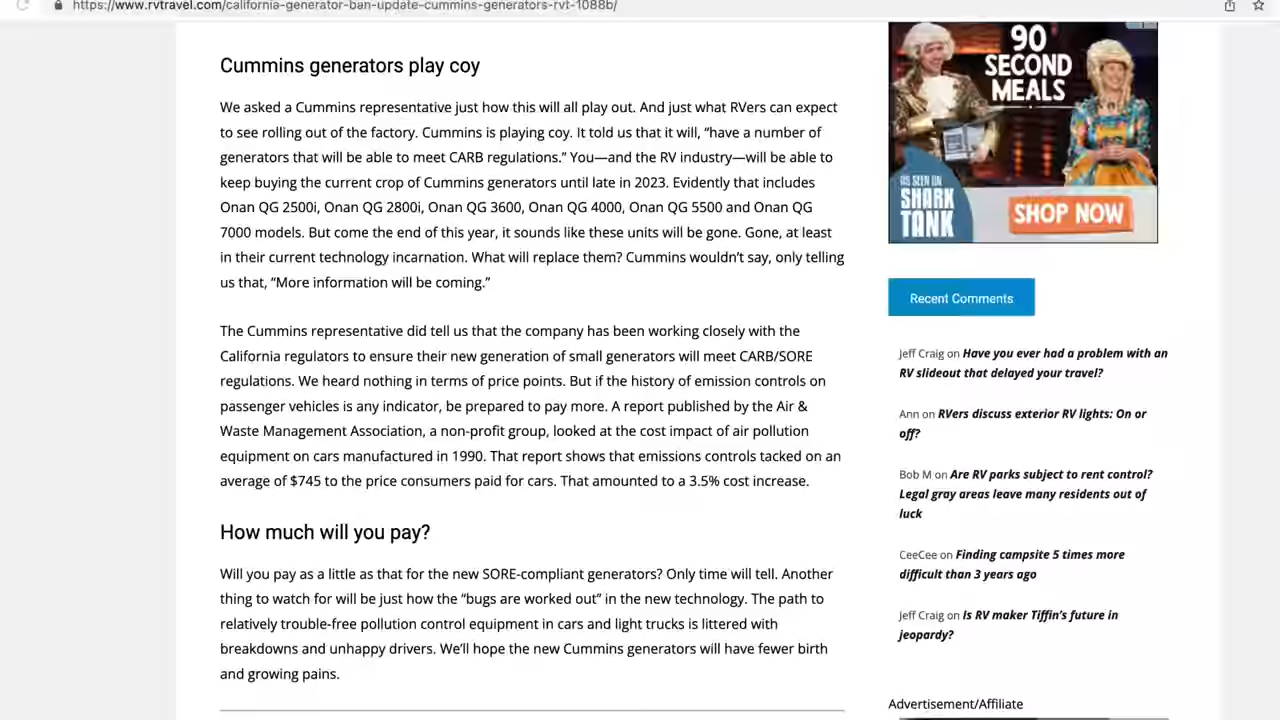 https://www.rvtravel.com/california-generator-ban-update-cummins-generators-rvt-1088b/
Cummins generators play coy
We asked a Cummins representative just how this will all play out. And just what RVers can expect
to see rolling out of the factory. Cummins is playing coy. It told us that it will, “have a number of
generators that will be able to meet CARB regulations.” You—and the RV industry—will be able to
keep buying the current crop of Cummins generators until late in 2023. Evidently that includes
Onan QG 2500i, Onan QG 2800i, Onan QG 3600, Onan QG 4000, Onan QG 5500 and Onan QG
7000 models. But come the end of this year, it sounds like these units will be gone. Gone, at least
in their current technology incarnation. What will replace them? Cummins wouldn’t say, only telling
us that, “More information will be coming.”
The Cummins representative did tell us that the company has been working closely with the
California regulators to ensure their new generation of small generators will meet CARB/SORE
regulations. We heard nothing in terms of price points. But if the history of emission controls on
passenger vehicles is any indicator, be prepared to pay more. A report published by the Air &
Waste Management Association, a non-profit group, looked at the cost impact of air pollution
equipment on cars manufactured in 1990. That report shows that emissions controls tacked on an
average of $745 to the price consumers paid for cars. That amounted to a 3.5% cost increase.
How much will you pay?
Will you pay as a little as that for the new SORE-compliant generators? Only time will tell. Another
thing to watch for will be just how the “bugs are worked out” in the new technology. The path to
relatively trouble-free pollution control equipment in cars and light trucks is littered with
breakdowns and unhappy drivers. We’ll hope the new Cummins generators will have fewer birth
and growing pains.
90
SECOND
MEALS
AS SEEN ON
SHARK
TANK
SHOP NOW
Recent Comments
Jeff Craig on Have you ever had a problem with an
RV slideout that delayed your travel?
Ann on RVers discuss exterior RV lights: On or
off?
Bob M on Are RV parks subject to rent control?
Legal gray areas leave many residents out of
luck
CeeCee on Finding campsite 5 times more
difficult than 3 years ago
Jeff Craig on Is RV maker Tiffin’s future in
jeopardy?
Advertisement/Affiliate